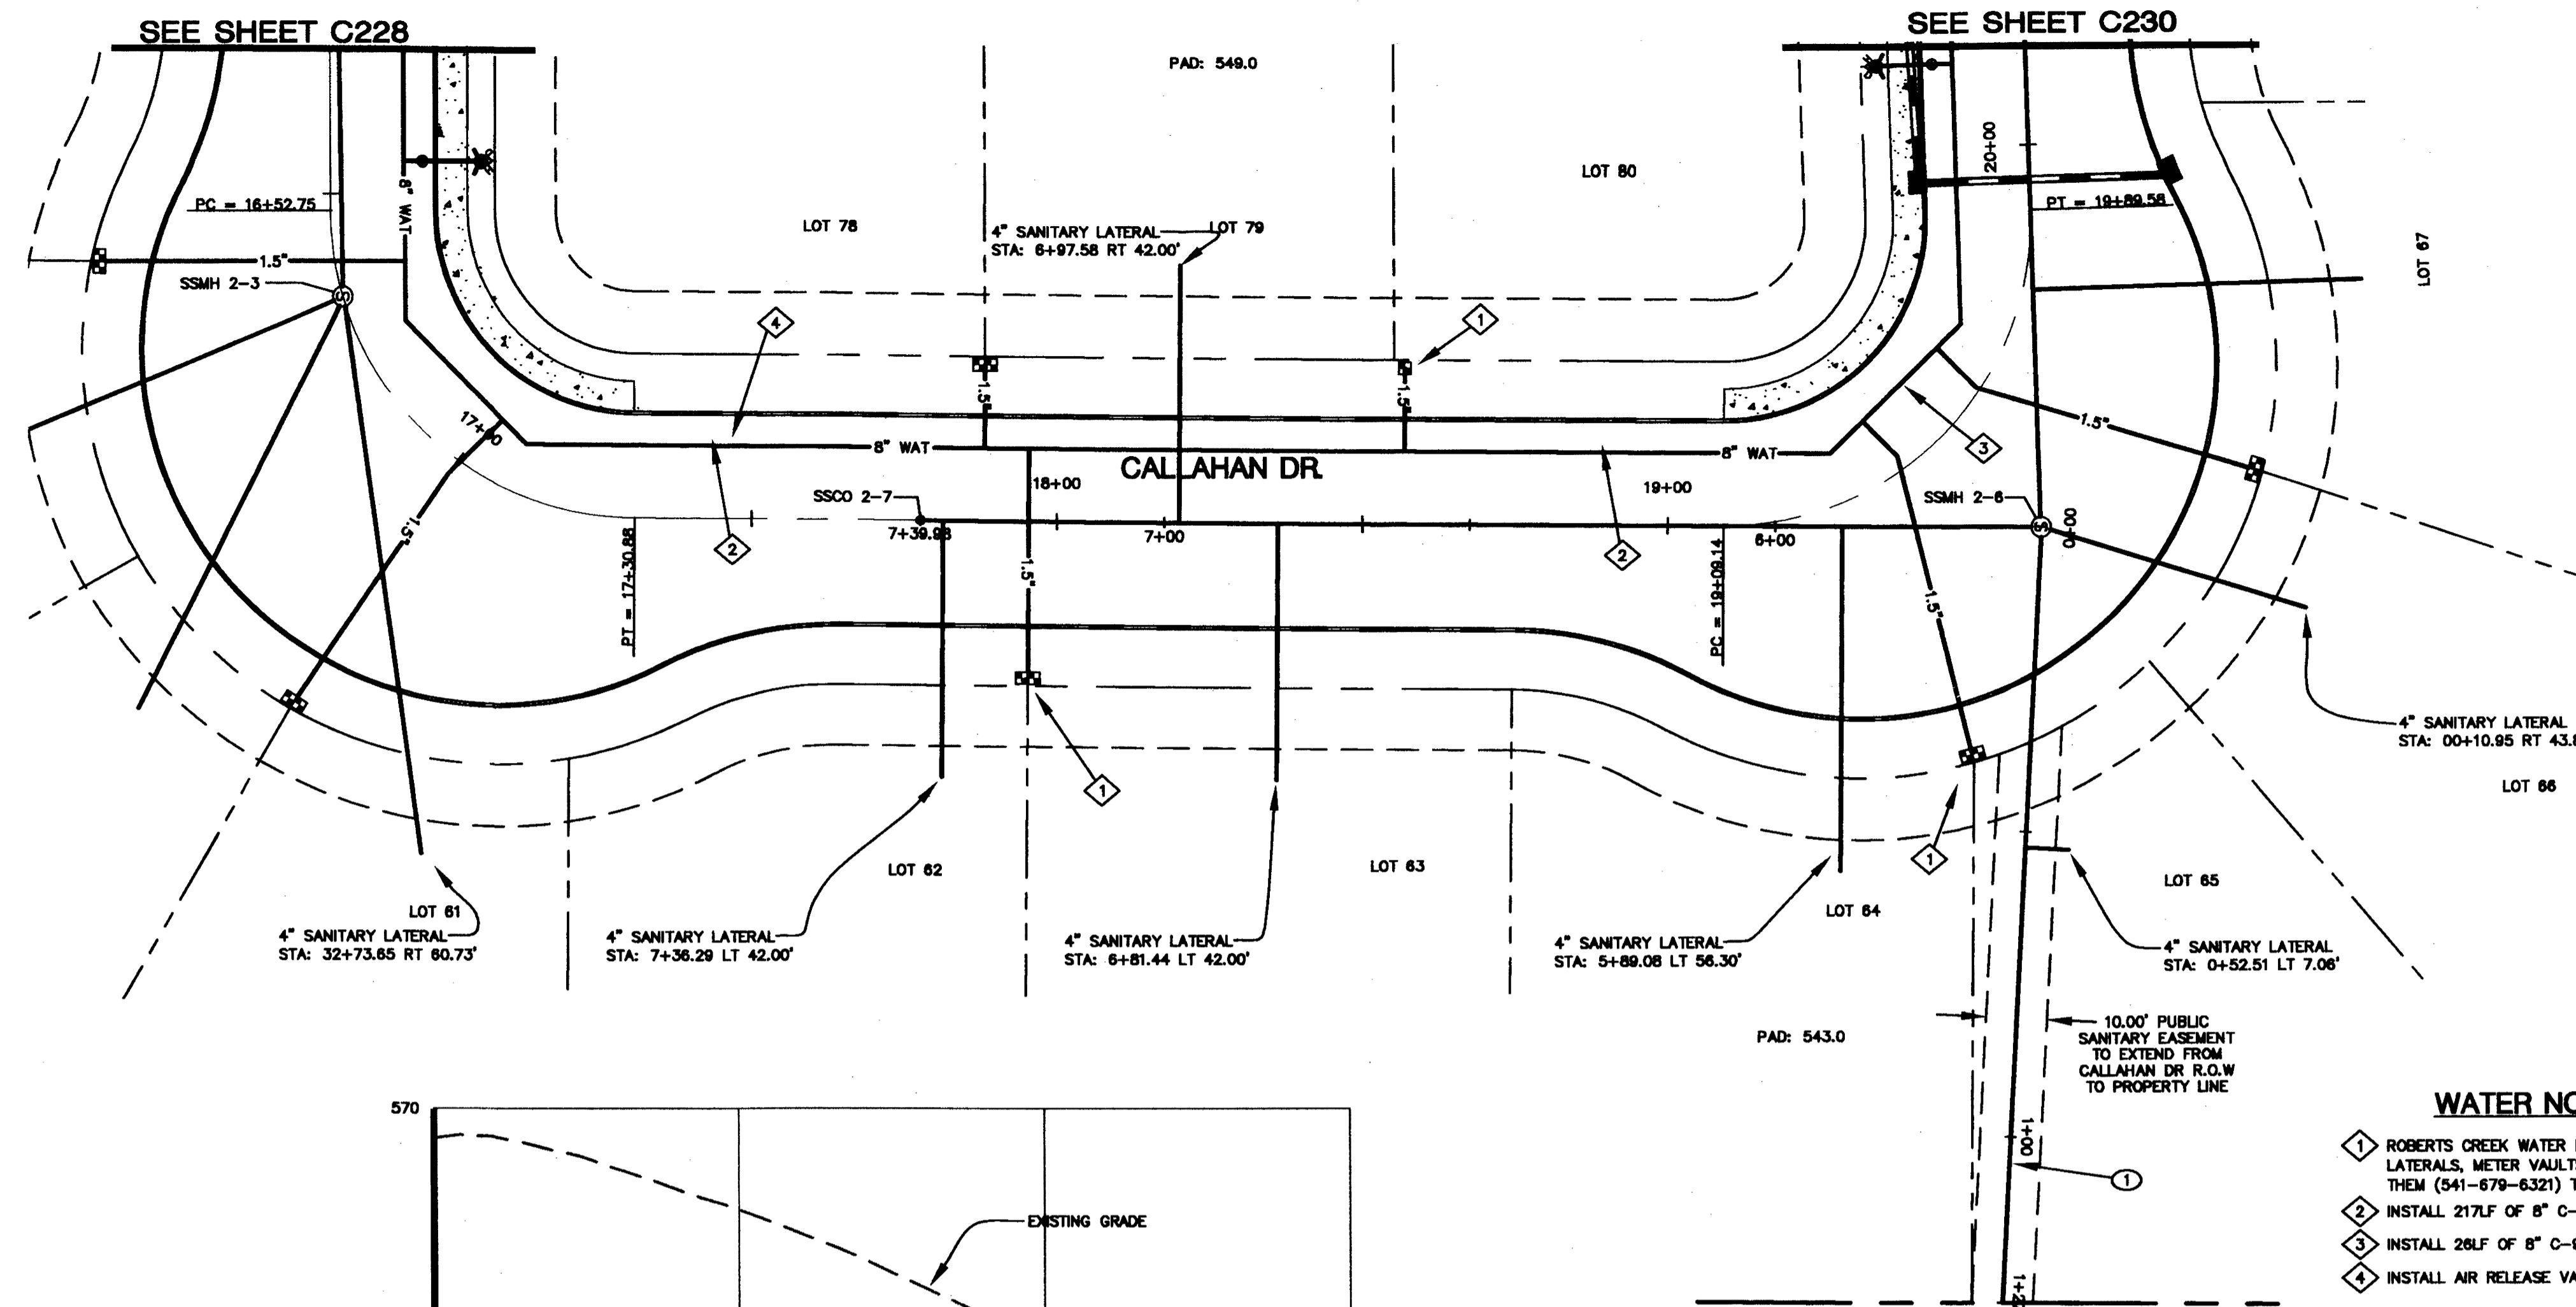 SEE SHEET C228
SEE SHEET C230
PAD: 549.0
LOT 80
20+00
PC = 16+52.75
8" WAT
PT = 19+89.58
LOT 78
4" SANITARY LATERAL
STA: 6+97.58 RT 42.00'
LOT 79
LOT 67
1.5"
SSMH 2-3
S
4
1
1.5"
1.5"
1.5"
17+00
8" WAT
CALLAHAN DR.
8" WAT
3
18+00
19+00
SSCO 2-7
SSMH 2-6
S
0+00
7+39.98
7+00
6+00
2
2
1.5"
1.5"
1.5"
PT = 17+30.88
PC = 19+09.14
4" SANITARY LATERAL
STA: 00+10.95 RT 43.
LOT 66
1
1
LOT 62
LOT 63
LOT 65
LOT 61
LOT 64
4" SANITARY LATERAL
STA: 32+73.65 RT 60.73'
4" SANITARY LATERAL
STA: 7+36.29 LT 42.00'
4" SANITARY LATERAL
STA: 6+81.44 LT 42.00'
4" SANITARY LATERAL
STA: 5+89.08 LT 56.30'
4" SANITARY LATERAL
STA: 0+52.51 LT 7.06'
PAD: 543.0
10.00' PUBLIC
SANITARY EASEMENT
TO EXTEND FROM
CALLAHAN DR R.O.W
TO PROPERTY LINE
570
EXISTING GRADE
1+00
1
1+2
WATER NO
1 ROBERTS CREEK WATER
LATERALS, METER VAULT
THEM (541-679-6321) T
2 INSTALL 217LF OF 8" C-
3 INSTALL 26LF OF 8" C-
4 INSTALL AIR RELEASE VA